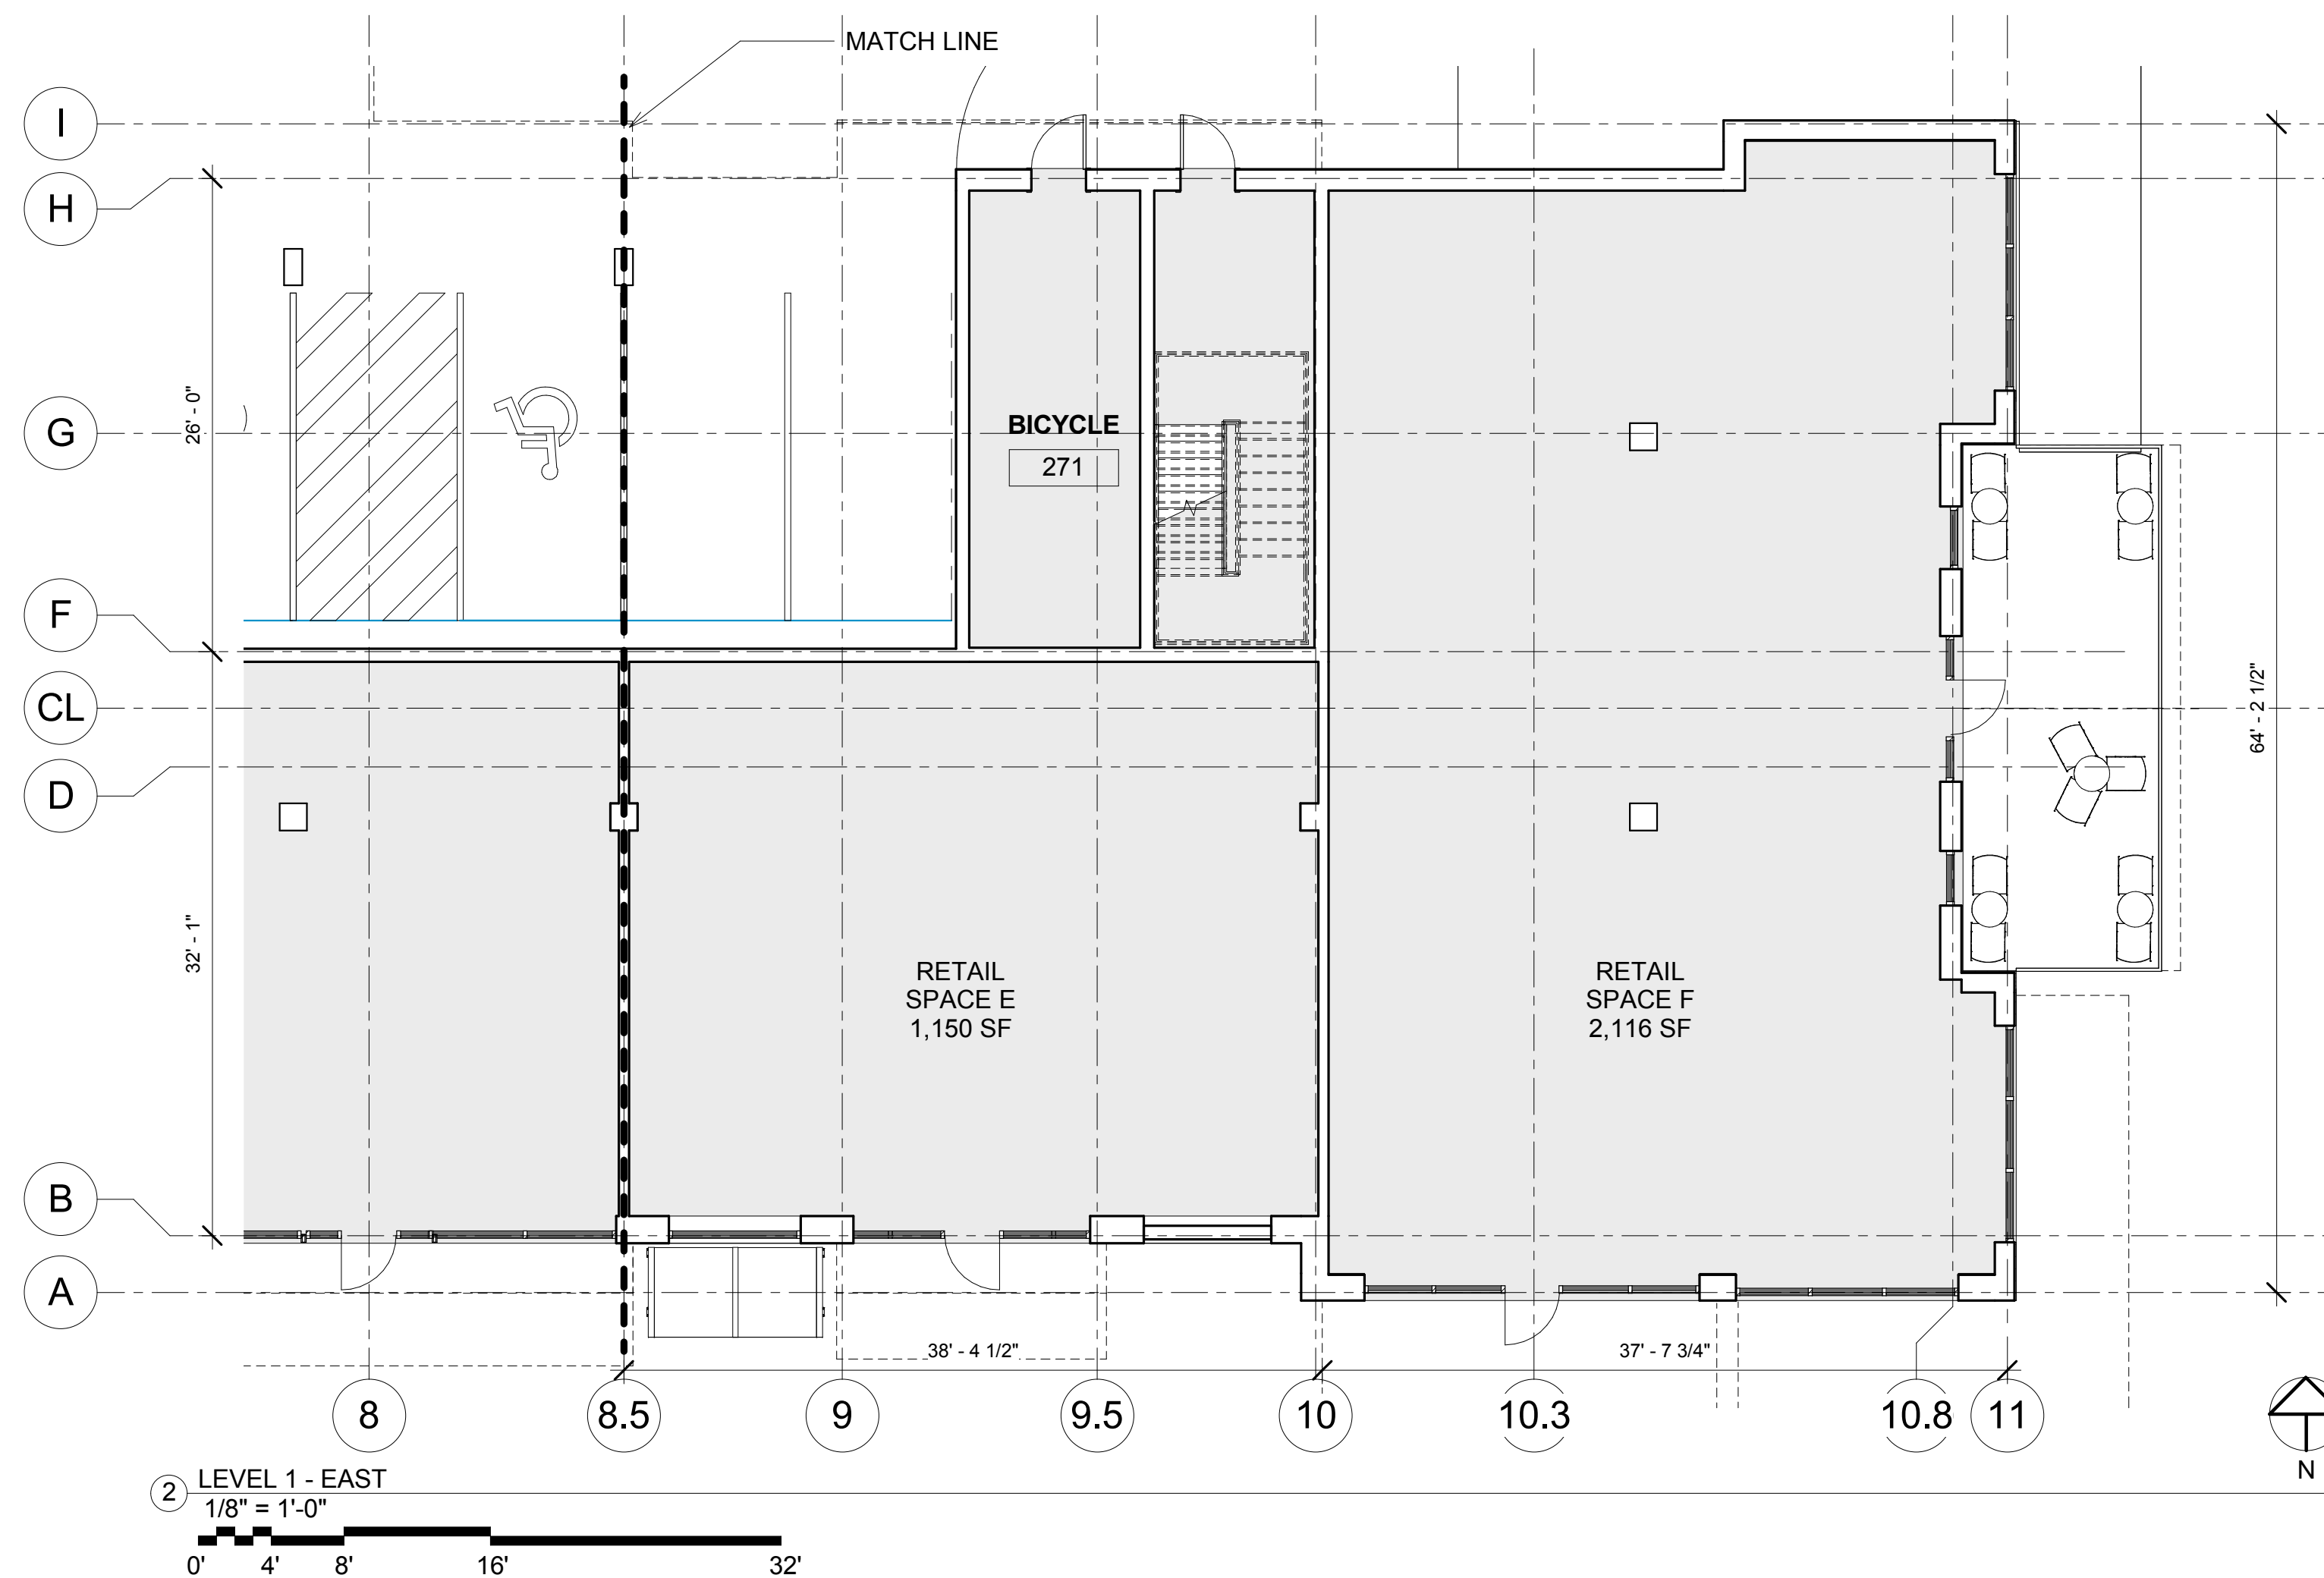 MATCH LINE
I
H
G
F
CL
D
B
A
26' - 0"
32' - 1"
64' - 2 1/2"
BICYCLE
271
RETAIL
SPACE E
1,150 SF
RETAIL
SPACE F
2,116 SF
38' - 4 1/2"
37' - 7 3/4"
8
8.5
9
9.5
10
10.3
10.8
11
N
2
LEVEL 1 - EAST
1/8" = 1'-0"
0' 4' 8' 16' 32'